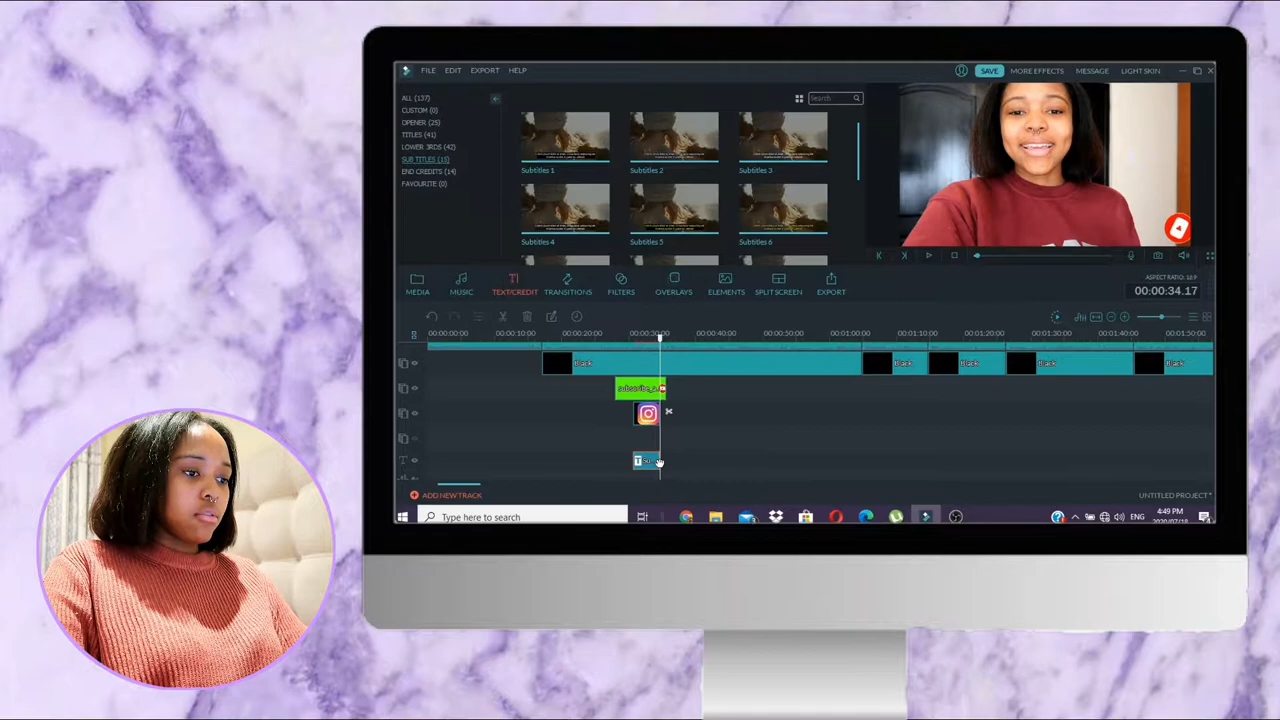 FILE EDIT EXPORT HELP
SAVE MORE EFFECTS MESSAGE LIGHT SKIN
ALL (137)
CUSTOM (0)
OPENER (25)
TITLES (41)
LOWER 3RDS (42)
SUB TITLES (15)
END CREDITS (14)
FAVOURITE (0)
Search
Subtitles 1 Subtitles 2 Subtitles 3
Subtitles 4 Subtitles 5 Subtitles 6
MEDIA MUSIC TEXT/CREDIT TRANSITIONS FILTERS OVERLAYS ELEMENTS SPLIT SCREEN EXPORT
ASPECT RATIO: 16:9
00:00:34.17
00:00:00:00 00:00:10:00 00:00:20:00 00:00:30:00 00:00:40:00 00:00:50:00 00:01:00:00 00:01:10:00 00:01:20:00 00:01:30:00 00:01:40:00 00:01:50:00
Black Black Black Black Black
T
ADD NEW TRACK
UNTITLED PROJECT*
Type here to search
ENG
4:49 PM
2020/07/18